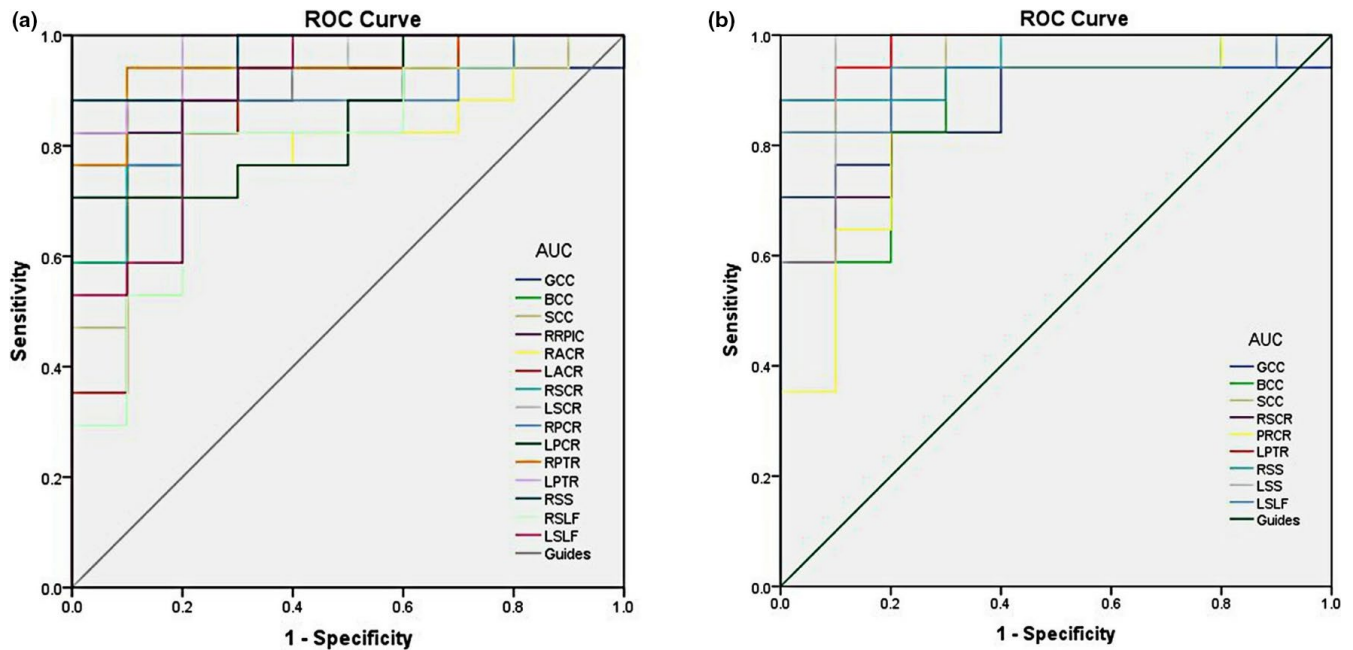 (a)
ROC Curve
1.0
0.8
0.6
0.4
0.2
0.0
Sensitivity
0.0 0.2 0.4 0.6 0.8 1.0
1 - Specificity
AUC
GCC
BCC
SCC
RRPIC
RACR
LACR
RSCR
LSCR
RPCR
LPCR
RPTR
LPTR
RSS
RSLF
LSLF
Guides
(b)
ROC Curve
1.0
0.8
0.6
0.4
0.2
0.0
Sensitivity
0.0 0.2 0.4 0.6 0.8 1.0
1 - Specificity
AUC
GCC
BCC
SCC
RSCR
PRCR
LPTR
RSS
LSS
LSLF
Guides